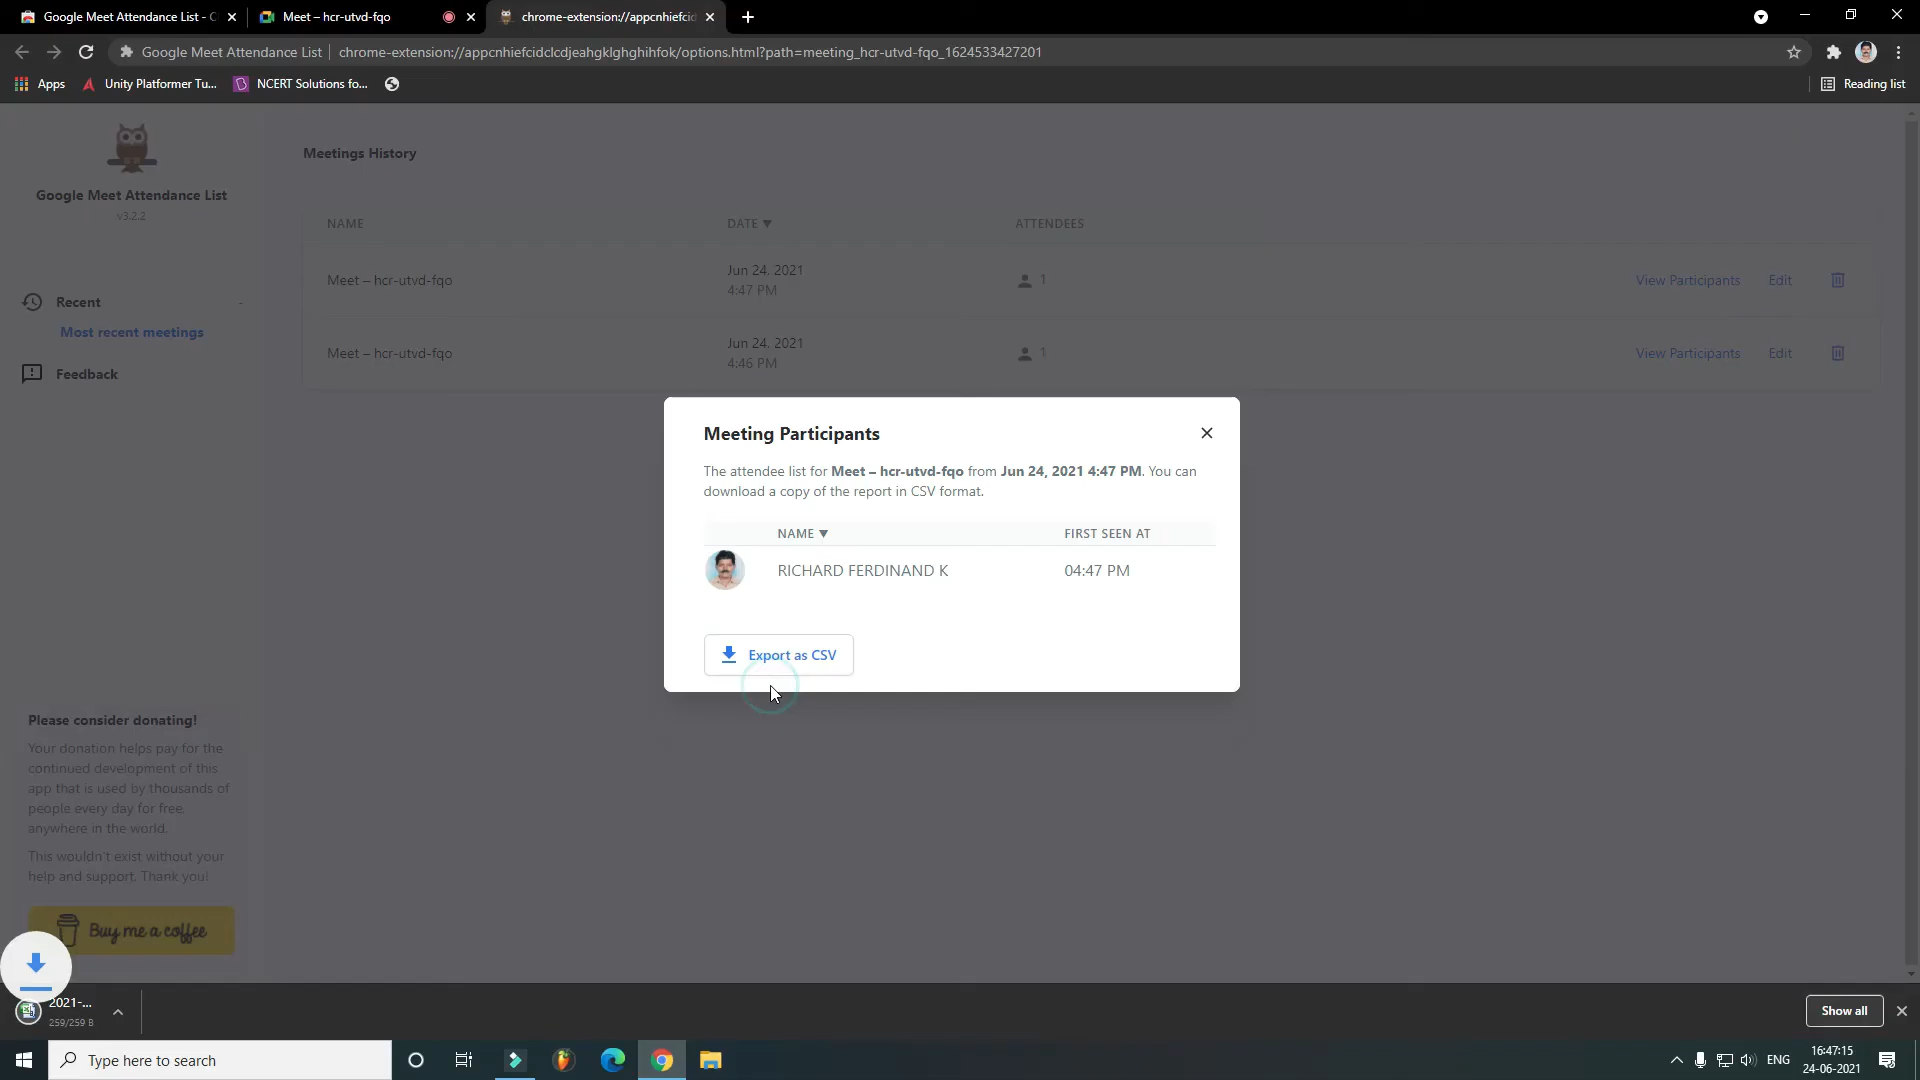 Google Meet Attendance List - C
Meet – hcr-utvd-fqo
chrome-extension://appcnhiefcid
Google Meet Attendance List | chrome-extension://appcnhiefcidclcdjeahgklghghihfok/options.html?path=meeting_hcr-utvd-fqo_1624533427201
Apps
Unity Platformer Tu...
NCERT Solutions fo...
Reading list
Google Meet Attendance List
v3.2.2
Recent
-
Most recent meetings
Feedback
Please consider donating!
Your donation helps pay for the
continued development of this
app that is used by thousands of
people every day for free,
anywhere in the world.
This wouldn't exist without your
help and support. Thank you!
Buy me a coffee
Meetings History
NAME DATE ▼ ATTENDEES
Meet – hcr-utvd-fqo Jun 24, 2021 1 View Participants Edit
4:47 PM
Meet – hcr-utvd-fqo Jun 24, 2021 1 View Participants Edit
4:46 PM
Meeting Participants
The attendee list for Meet – hcr-utvd-fqo from Jun 24, 2021 4:47 PM. You can
download a copy of the report in CSV format.
NAME ▼ FIRST SEEN AT
RICHARD FERDINAND K 04:47 PM
Export as CSV
2021-...
259/259 B
Show all
Type here to search
ENG
16:47:15
24-06-2021